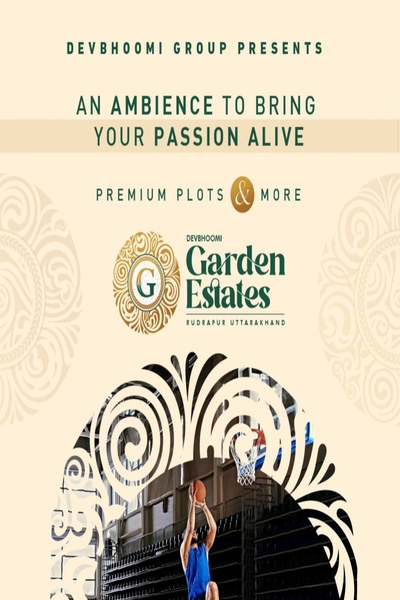 DEVBHOOMI GROUP PRESENTS
AN AMBIENCE TO BRING
YOUR PASSION ALIVE
PREMIUM PLOTS & MORE
G
DEVBHOOMI
Garden
Estates
RUDRAPUR UTTARAKHAND